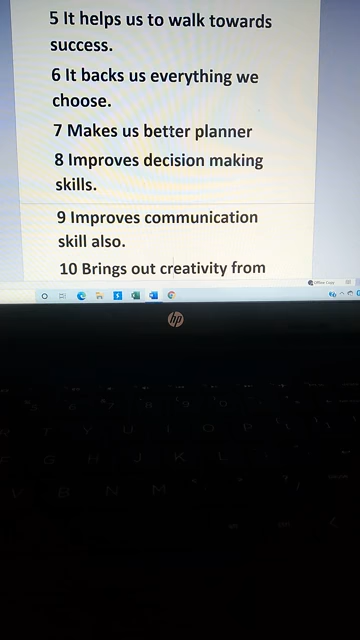 5 It helps us to walk towards
success.
6 It backs us everything we
choose.
7 Makes us better planner
8 Improves decision making
skills.
9 Improves communication
skill also.
10 Brings out creativity from
hp
T Y U I O P
G H J K L
V B N M